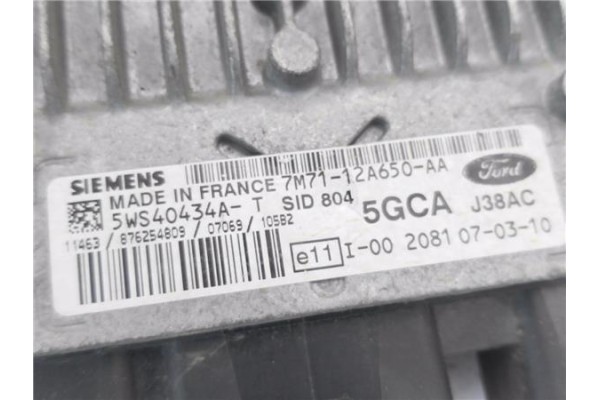 SIEMENS
MADE IN FRANCE 7M71-12A650-AA
Ford
5WS40434A- T SID 804 5GCA J38AC
11463 / 876254809 / 07069 / 10582
e11 I-00 2081 07-03-10